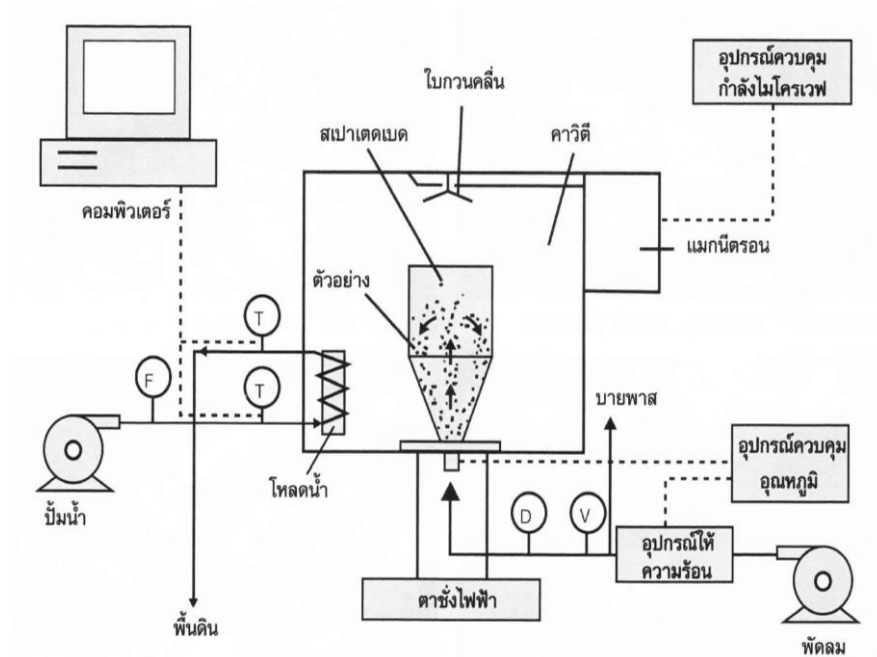 อุปกรณ์ควบคุม
กำลังไมโครเวฟ
ใบกวนคลื่น
สเปาเตดเบด
คาวิตี
คอมพิวเตอร์
แมกนีตรอน
ตัวอย่าง
T
F
T
บายพาส
อุปกรณ์ควบคุม
อุณหภูมิ
โหลดน้ำ
ปั้มน้ำ
D
V
อุปกรณ์ให้
ความร้อน
ตาชั่งไฟฟ้า
พื้นดิน
พัดลม